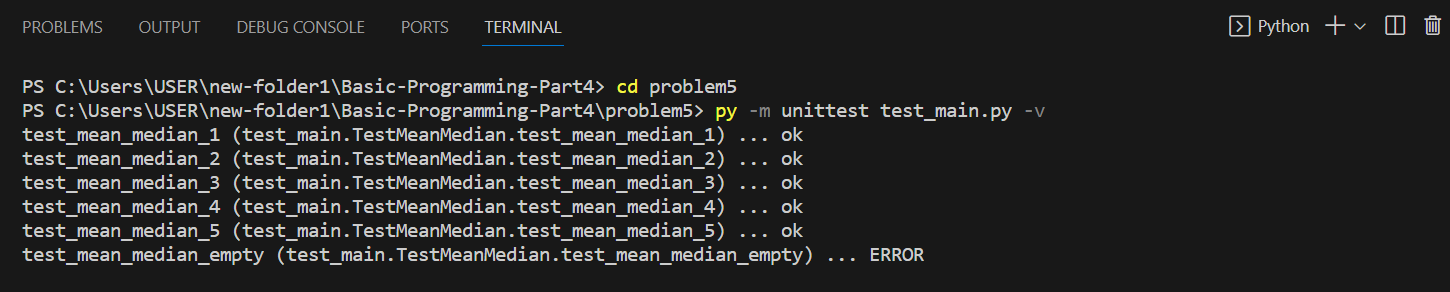 PROBLEMS OUTPUT DEBUG CONSOLE PORTS TERMINAL Python
PS C:\Users\USER\new-folder1\Basic-Programming-Part4> cd problem5
PS C:\Users\USER\new-folder1\Basic-Programming-Part4\problem5> py -m unittest test_main.py -v
test_mean_median_1 (test_main.TestMeanMedian.test_mean_median_1) ... ok
test_mean_median_2 (test_main.TestMeanMedian.test_mean_median_2) ... ok
test_mean_median_3 (test_main.TestMeanMedian.test_mean_median_3) ... ok
test_mean_median_4 (test_main.TestMeanMedian.test_mean_median_4) ... ok
test_mean_median_5 (test_main.TestMeanMedian.test_mean_median_5) ... ok
test_mean_median_empty (test_main.TestMeanMedian.test_mean_median_empty) ... ERROR